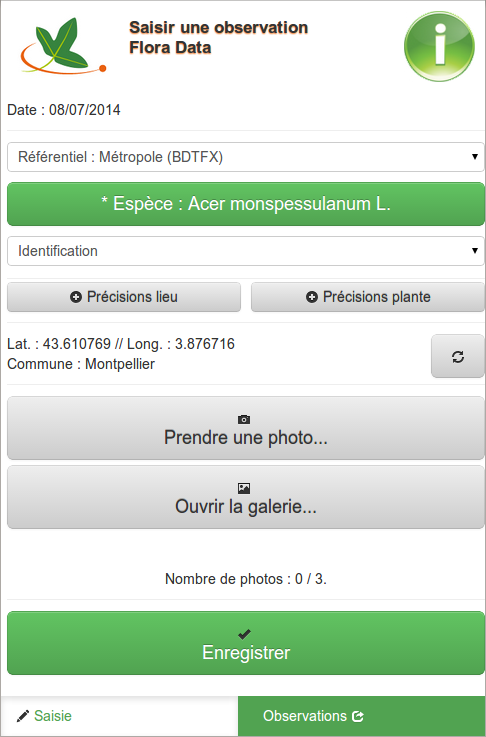 Saisir une observation
Flora Data
Date : 08/07/2014
Référentiel : Métropole (BDTFX)
* Espèce : Acer monspessulanum L.
Identification
Précisions lieu
Précisions plante
Lat. : 43.610769 // Long. : 3.876716
Commune : Montpellier
Prendre une photo...
Ouvrir la galerie...
Nombre de photos : 0 / 3.
Enregistrer
Saisie
Observations